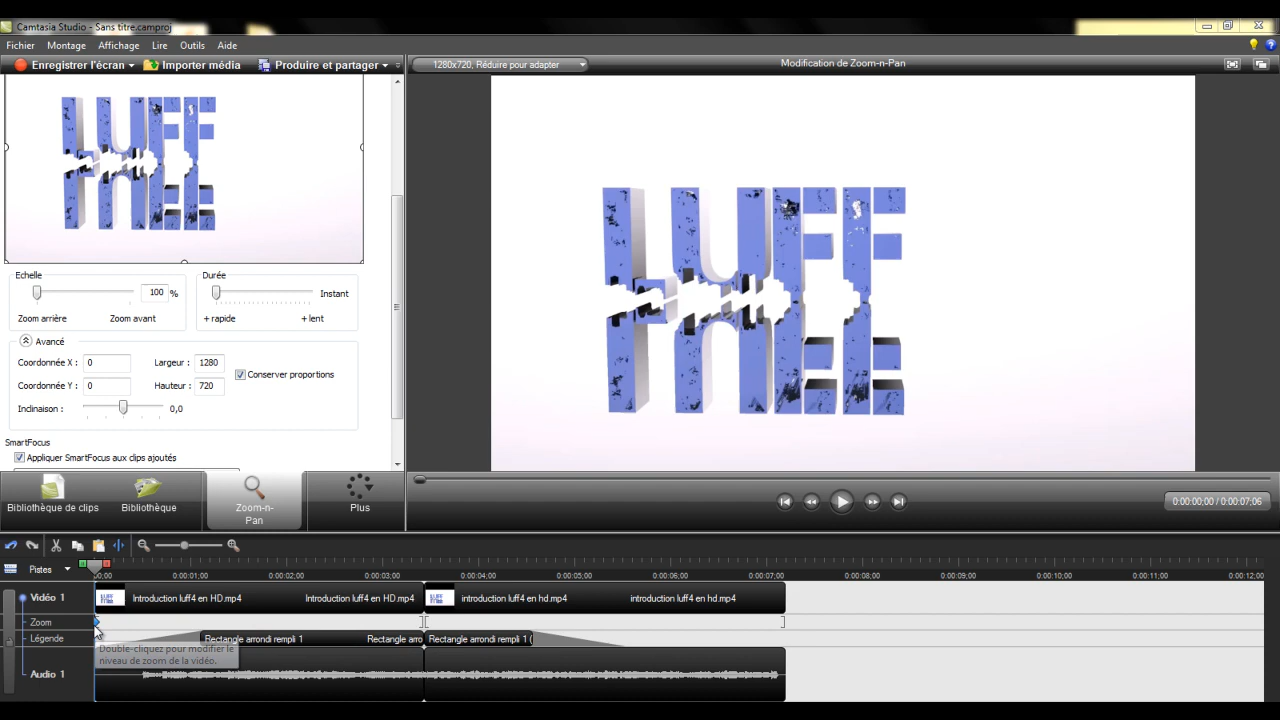 Camtasia Studio - Sans titre.camproj
Fichier Montage Affichage Lire Outils Aide
Enregistrer l'écran Importer média Produire et partager
1280x720, Réduire pour adapter
Modification de Zoom-n-Pan
LUFF
Echelle
100 %
Zoom arrière Zoom avant
Durée
Instant
+ rapide + lent
Avancé
Coordonnée X : 0 Largeur : 1280
Coordonnée Y : 0 Hauteur : 720
Conserver proportions
Inclinaison : 0,0
SmartFocus
Appliquer SmartFocus aux clips ajoutés
Bibliothèque de clips
Bibliothèque
Zoom-n-
Pan
Plus
0:00:00;00 / 0:00:07;06
Pistes
0:00:01;00 0:00:02;00 0:00:03;00 0:00:04;00 0:00:05;00 0:00:06;00 0:00:07;00 0:00:08;00 0:00:09;00 0:00:10;00 0:00:11;00 0:00:12;00
Vidéo 1
Introduction luff4 en HD.mp4 Introduction luff4 en HD.mp4 introduction luff4 en hd.mp4 introduction luff4 en hd.mp4
Zoom
Légende
Rectangle arrondi rempli 1 Rectangle arro Rectangle arrondi rempli 1 (
Double-cliquez pour modifier le
niveau de zoom de la vidéo.
Audio 1